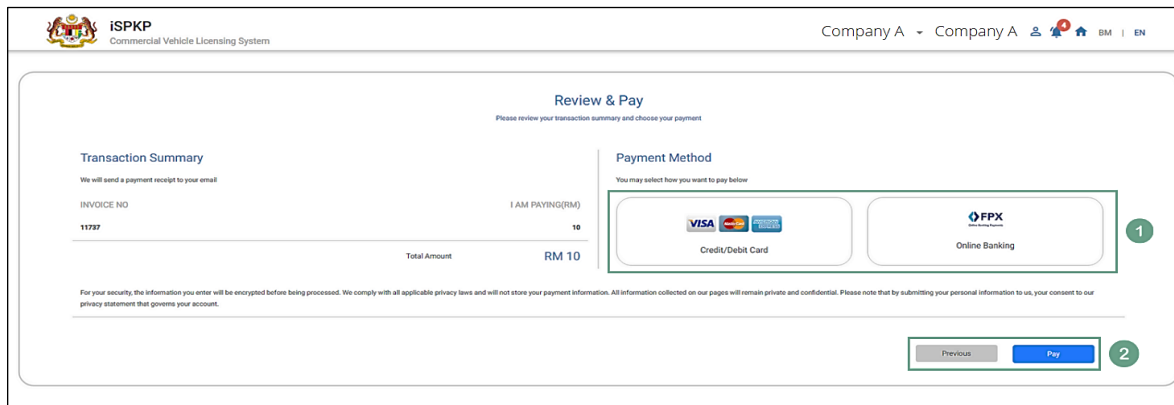 iSPKP
Commercial Vehicle Licensing System
Company A Company A 4 BM | EN
Review & Pay
Please review your transaction summary and choose your payment
Transaction Summary
We will send a payment receipt to your email
INVOICE NO I AM PAYING(RM)
11737 10
Total Amount RM 10
Payment Method
You may select how you want to pay below
VISA MasterCard
Credit/Debit Card
FPX
Online Banking
1
For your security, the information you enter will be encrypted before being processed. We comply with all applicable privacy laws and will not store your payment information. All information collected on our pages will remain private and confidential. Please note that by submitting your personal information to us, your consent to our
privacy statement that governs your account.
Previous Pay 2